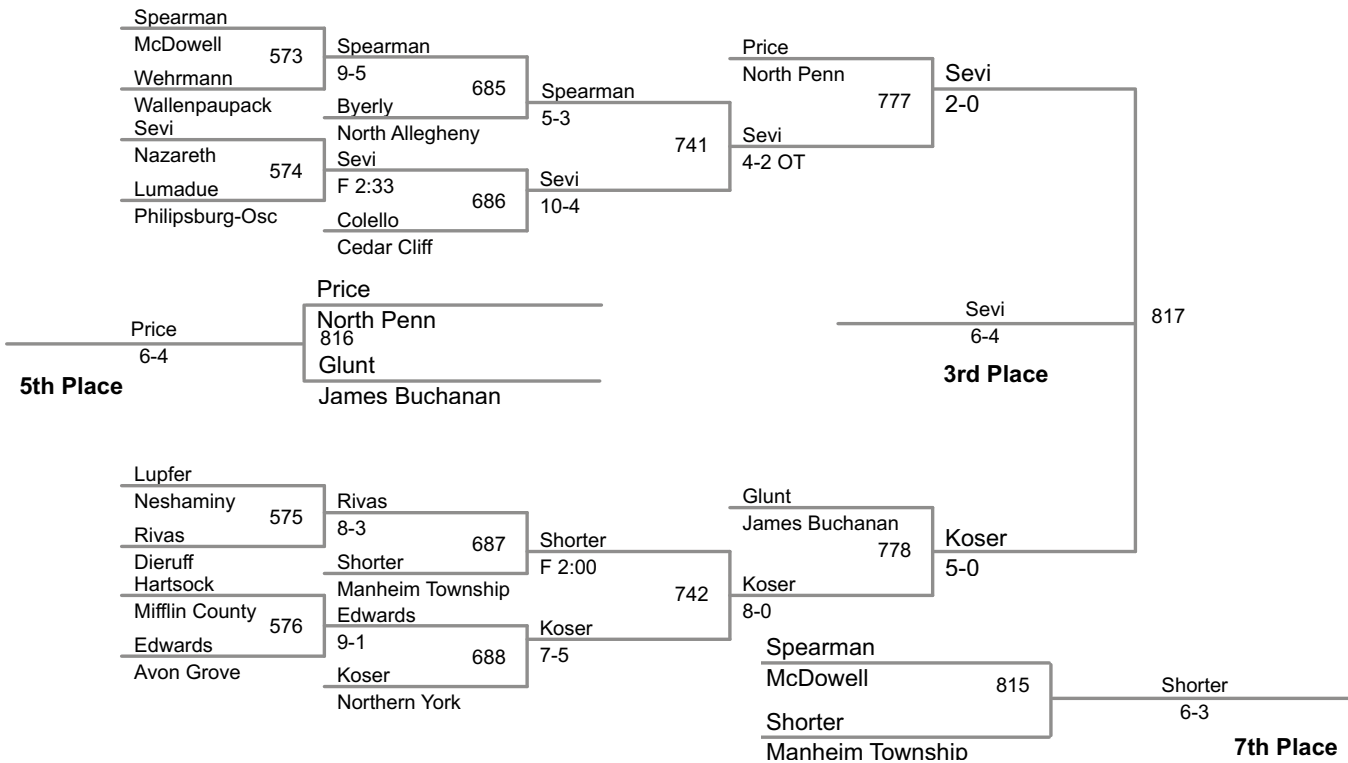 Spearman
McDowell
573
Wehrmann
Wallenpaupack
Sevi
Nazareth
574
Lumadue
Philipsburg-Osc
Spearman
9-5
685
Byerly
North Allegheny
Sevi
F 2:33
686
Colello
Cedar Cliff
Spearman
5-3
741
Sevi
10-4
Price
North Penn
777
Sevi
4-2 OT
Sevi
2-0
Price
6-4
5th Place
Price
North Penn
816
Glunt
James Buchanan
Sevi
6-4
3rd Place
817
Lupfer
Neshaminy
575
Rivas
Dieruff
Hartsock
Mifflin County
576
Edwards
Avon Grove
Rivas
8-3
687
Shorter
Manheim Township
Edwards
9-1
688
Koser
Northern York
Shorter
F 2:00
742
Koser
7-5
Glunt
James Buchanan
778
Koser
8-0
Koser
5-0
Spearman
McDowell
815
Shorter
Manheim Township
Shorter
6-3
7th Place